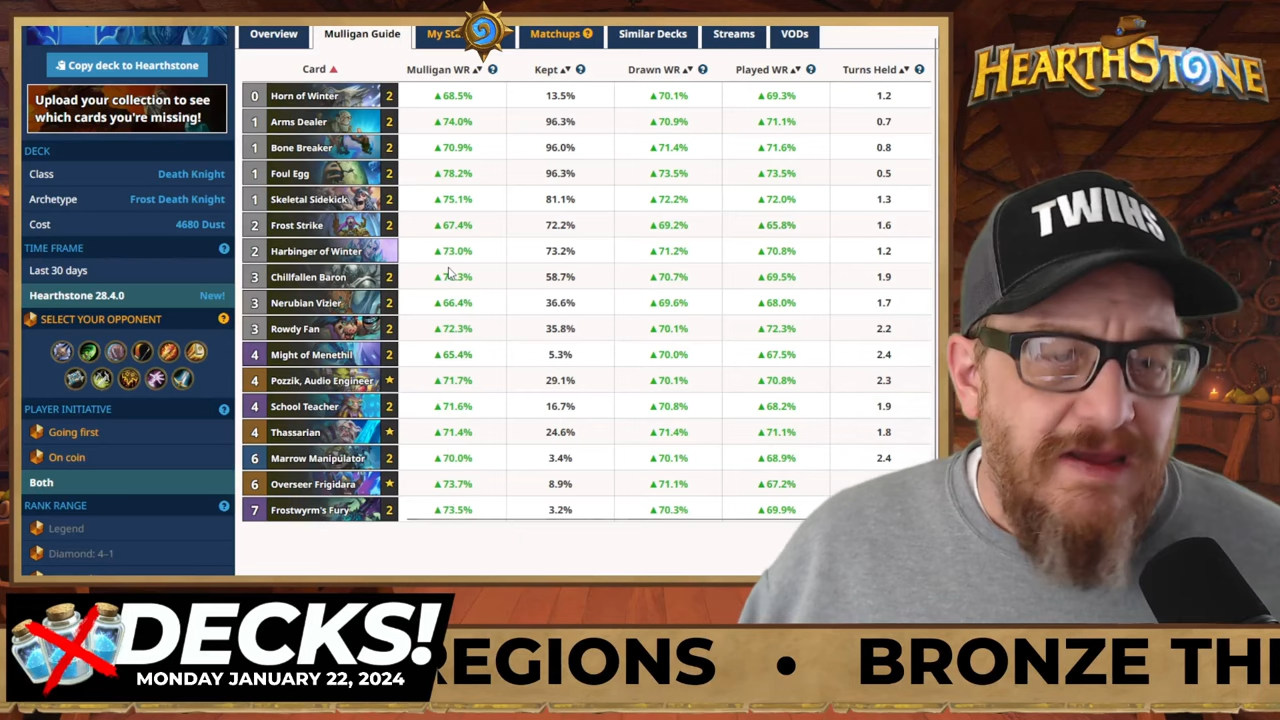 Overview
Mulligan Guide
My Sta
Matchups ?
Similar Decks
Streams
VODs
HEARTHSTONE
Copy deck to Hearthstone
Upload your collection to see
which cards you're missing!
DECK
Class Death Knight
Archetype Frost Death Knight
Cost 4680 Dust
TIME FRAME ?
Last 30 days
Hearthstone 28.4.0 New!
SELECT YOUR OPPONENT ?
PLAYER INITIATIVE ?
Going first
On coin
Both
RANK RANGE ?
Legend
Diamond: 4–1
Card Mulligan WR ? Kept ? Drawn WR ? Played WR ? Turns Held ?
0 Horn of Winter 2 ▲68.5% 13.5% ▲70.1% ▲69.3% 1.2
1 Arms Dealer 2 ▲74.0% 96.3% ▲70.9% ▲71.1% 0.7
1 Bone Breaker 2 ▲70.9% 96.0% ▲71.4% ▲71.6% 0.8
1 Foul Egg 2 ▲78.2% 96.3% ▲73.5% ▲73.5% 0.5
1 Skeletal Sidekick 2 ▲75.1% 81.1% ▲72.2% ▲72.0% 1.3
2 Frost Strike 2 ▲67.4% 72.2% ▲69.2% ▲65.8% 1.6
2 Harbinger of Winter ▲73.0% 73.2% ▲71.2% ▲70.8% 1.2
3 Chillfallen Baron 2 58.7% ▲70.7% ▲69.5% 1.9
3 Nerubian Vizier 2 ▲66.4% 36.6% ▲69.6% ▲68.0% 1.7
3 Rowdy Fan 2 ▲72.3% 35.8% ▲70.1% ▲72.3% 2.2
4 Might of Menethil 2 ▲65.4% 5.3% ▲70.0% ▲67.5% 2.4
4 Pozzik, Audio Engineer ★ ▲71.7% 29.1% ▲70.1% ▲70.8% 2.3
4 School Teacher 2 ▲71.6% 16.7% ▲70.8% ▲68.2% 1.9
4 Thassarian ★ ▲71.4% 24.6% ▲71.4% ▲71.1% 1.8
6 Marrow Manipulator 2 ▲70.0% 3.4% ▲70.1% ▲68.9% 2.4
6 Overseer Frigidara ★ ▲73.7% 8.9% ▲71.1% ▲67.2%
7 Frostwyrm's Fury 2 ▲73.5% 3.2% ▲70.3% ▲69.9%
TWIHS
DECKS!
MONDAY JANUARY 22, 2024
REGIONS • BRONZE TH